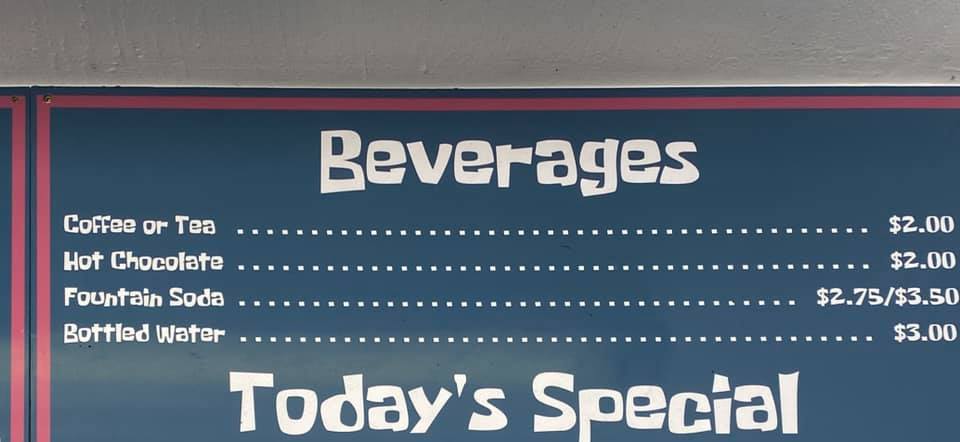 Beverages
Coffee or Tea ............................................ $2.00
Hot Chocolate ............................................ $2.00
Fountain Soda ....................................... $2.75/$3.50
Bottled Water ............................................ $3.00
Today's Special